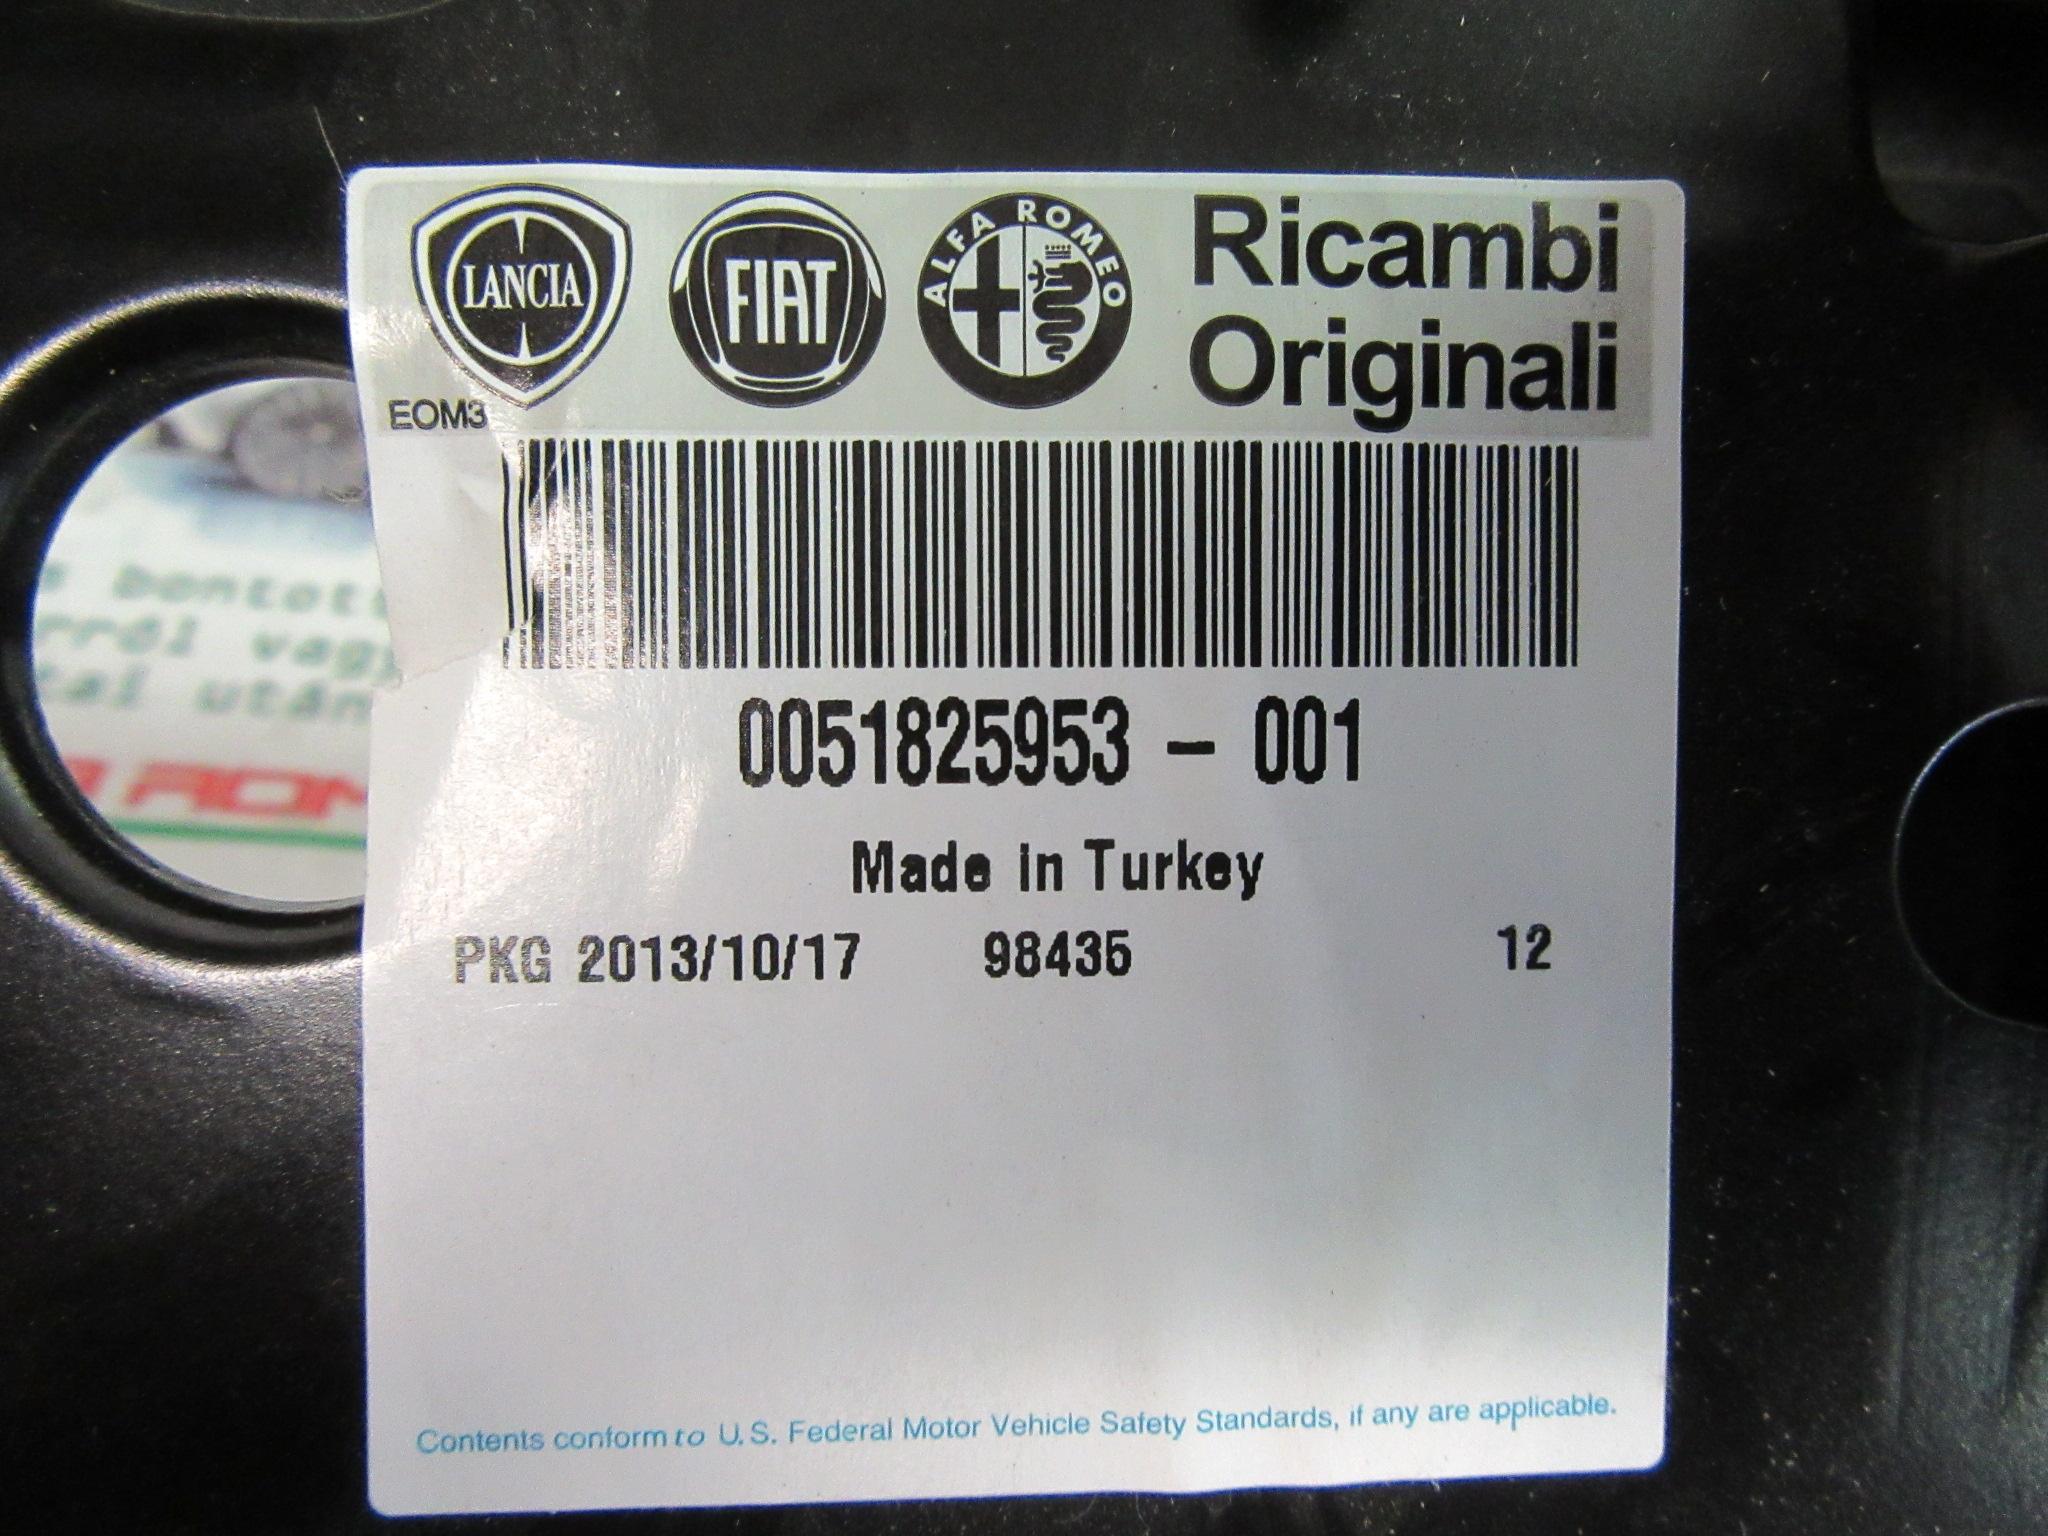 LANCIA
FIAT
ALFA ROMEO
Ricambi
Originali
EOM3
0051825953 - 001
Made in Turkey
PKG 2013/10/17 98435 12
Contents conform to U.S. Federal Motor Vehicle Safety Standards, if any are applicable.
vagy